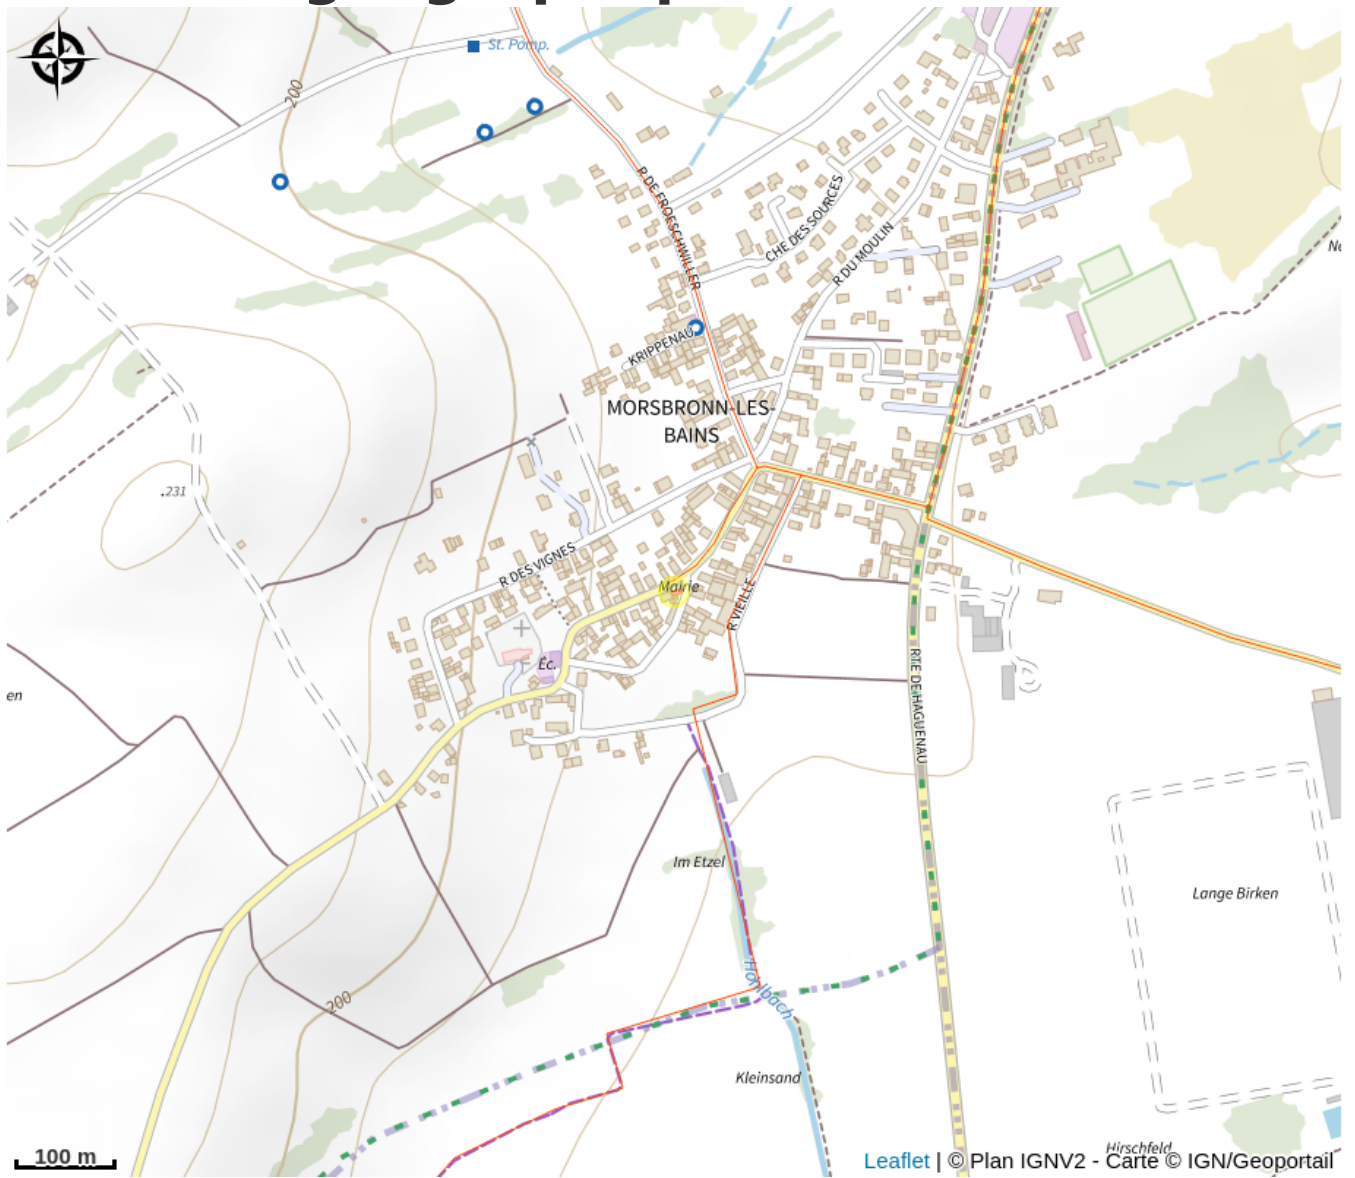 St. Pomp.
200
R DE FROESCHWILLER
CHE DES SOURCES
R DU MOULIN
KRIPPENAU
MORSBRONN-LES-
BAINS
.231
R DES VIGNES
Mairie
R VIEILLE
Éc.
RTE DE HAGUENAU
en
Im Etzel
Lange Birken
200
Kleinsand
Hirschfeld
100 m
Leaflet | © Plan IGNV2 - Carte © IGN/Geoportail